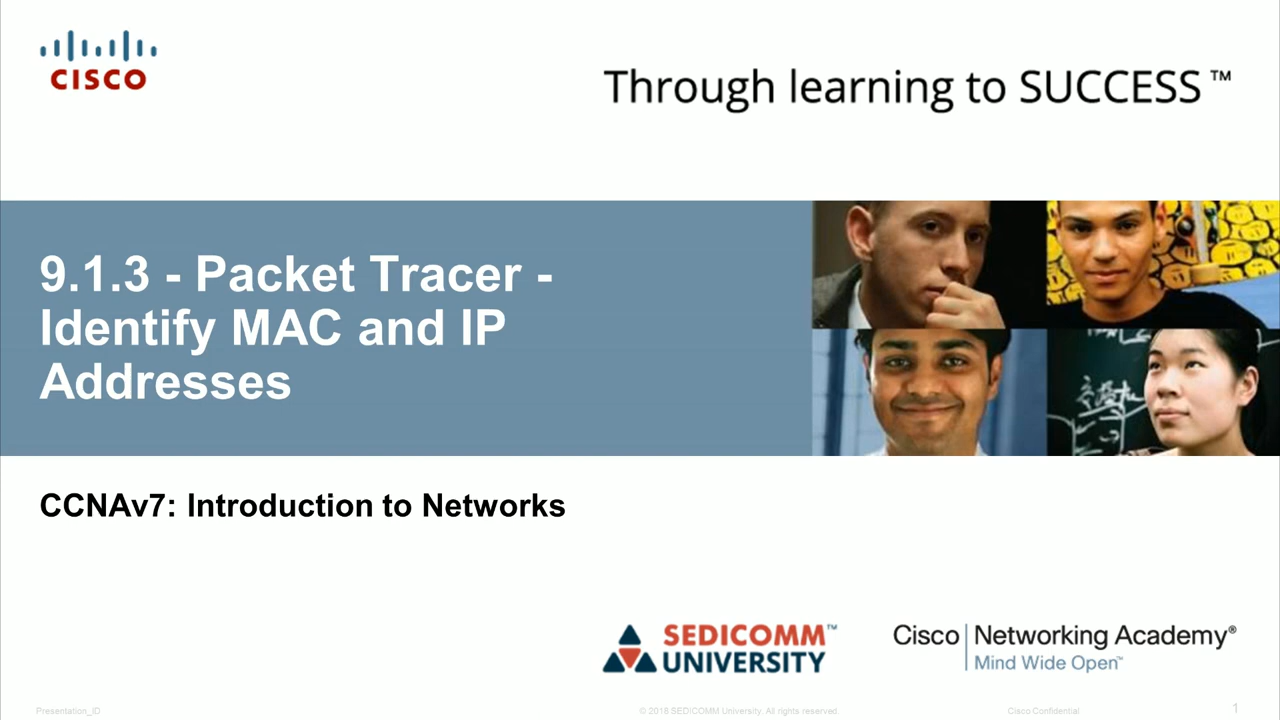 CISCO
Through learning to SUCCESS™
9.1.3 - Packet Tracer -
Identify MAC and IP
Addresses
CCNAv7: Introduction to Networks
SEDICOMM™
UNIVERSITY
Cisco Networking Academy®
Mind Wide Open™
Presentation_ID
© 2018 SEDICOMM University. All rights reserved.
Cisco Confidential
1